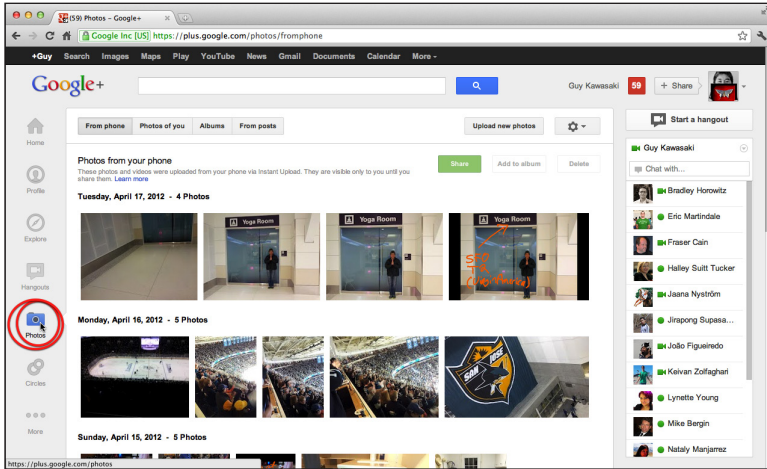 (59) Photos – Google+
Google Inc [US] https://plus.google.com/photos/fromphone
+Guy Search Images Maps Play YouTube News Gmail Documents Calendar More
Google+
Guy Kawasaki 59 + Share
From phone Photos of you Albums From posts Upload new photos
Start a hangout
Home
Photos from your phone
These photos and videos were uploaded from your phone via Instant Upload. They are visible only to you until you
share them. Learn more
Share Add to album Delete
Guy Kawasaki
Chat with...
Profile
Tuesday, April 17, 2012 - 4 Photos
Bradley Horowitz
Eric Martindale
Explore
Yoga Room
Yoga Room
Yoga Room
Yoga Room
SFO
T2
Fraser Cain
Halley Suitt Tucker
Hangouts
Jaana Nyström
Photos
Monday, April 16, 2012 - 5 Photos
Jirapong Supasa...
João Figueiredo
SAN JOSE
Circles
Keivan Zolfaghari
Lynette Young
More
Mike Bergin
Sunday, April 15, 2012 - 5 Photos
Nataly Manjarrez
https://plus.google.com/photos